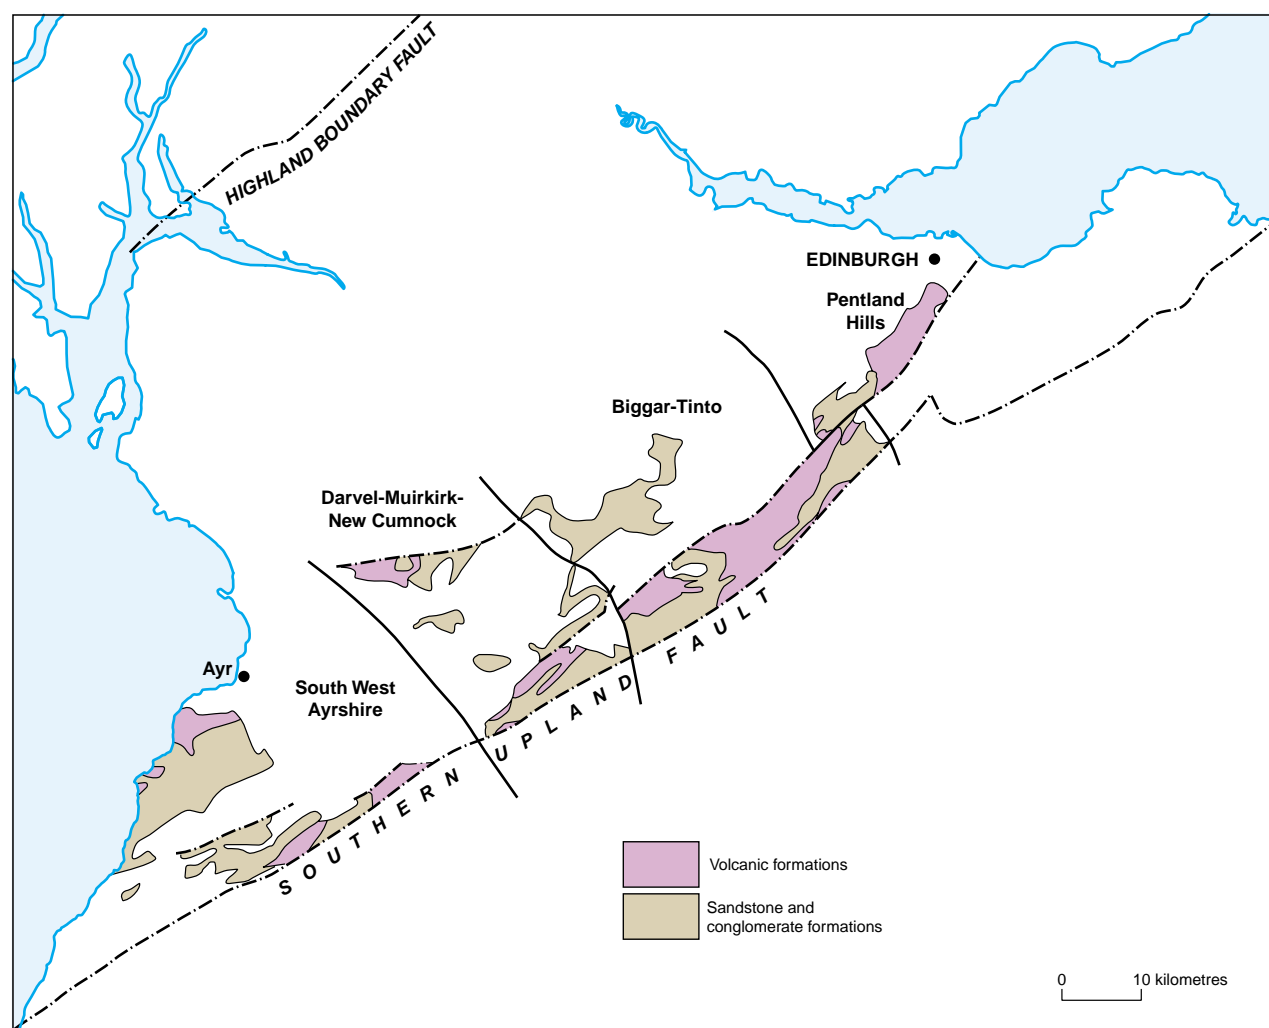 HIGHLAND BOUNDARY FAULT
EDINBURGH
Pentland
Hills
Biggar-Tinto
Darvel-Muirkirk-
New Cumnock
Ayr
South West
Ayrshire
SOUTHERN UPLAND FAULT
Volcanic formations
Sandstone and
conglomerate formations
0 10 kilometres